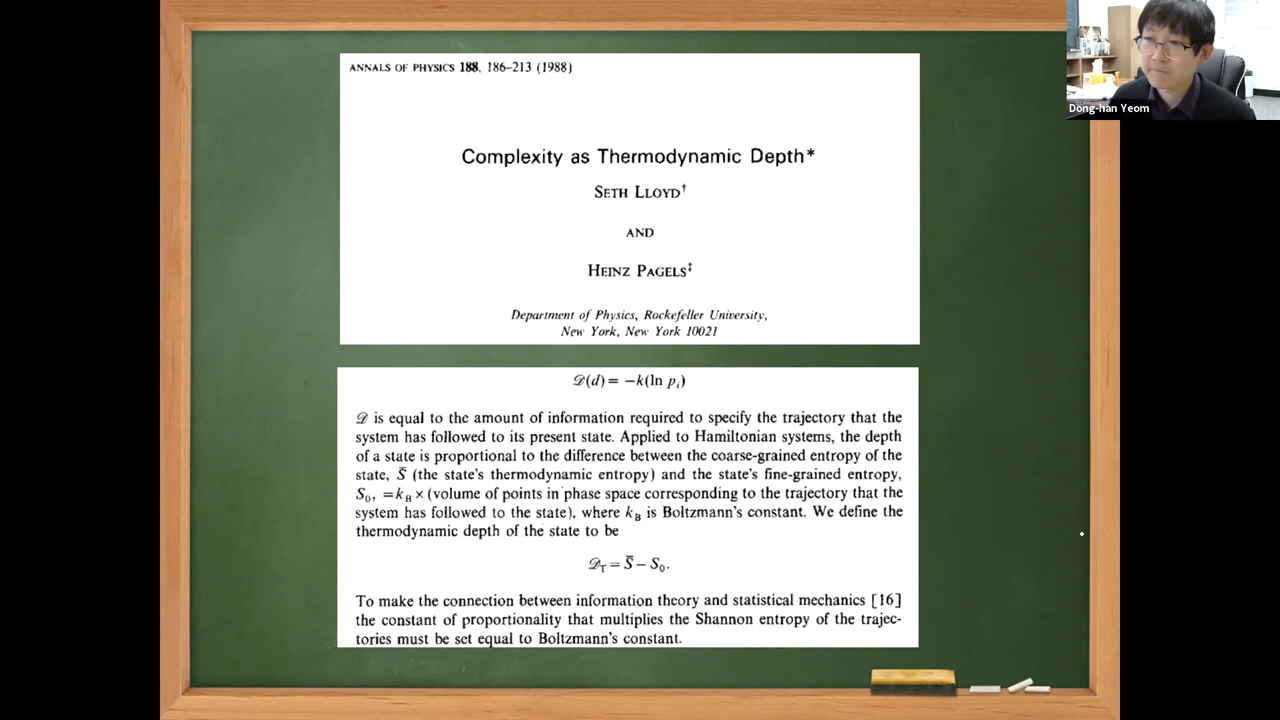 ANNALS OF PHYSICS 188, 186–213 (1988)
Complexity as Thermodynamic Depth*
SETH LLOYD†
AND
HEINZ PAGELS‡
Department of Physics, Rockefeller University,
New York, New York 10021
𝒟(d) = −k(ln pᵢ)
𝒟 is equal to the amount of information required to specify the trajectory that the
system has followed to its present state. Applied to Hamiltonian systems, the depth
of a state is proportional to the difference between the coarse-grained entropy of the
state, S̄ (the state's thermodynamic entropy) and the state's fine-grained entropy,
S₀, = k_B × (volume of points in phase space corresponding to the trajectory that the
system has followed to the state), where k_B is Boltzmann's constant. We define the
thermodynamic depth of the state to be
𝒟_T = S̄ − S₀.
To make the connection between information theory and statistical mechanics [16]
the constant of proportionality that multiplies the Shannon entropy of the trajec-
tories must be set equal to Boltzmann's constant.
Dong-han Yeom